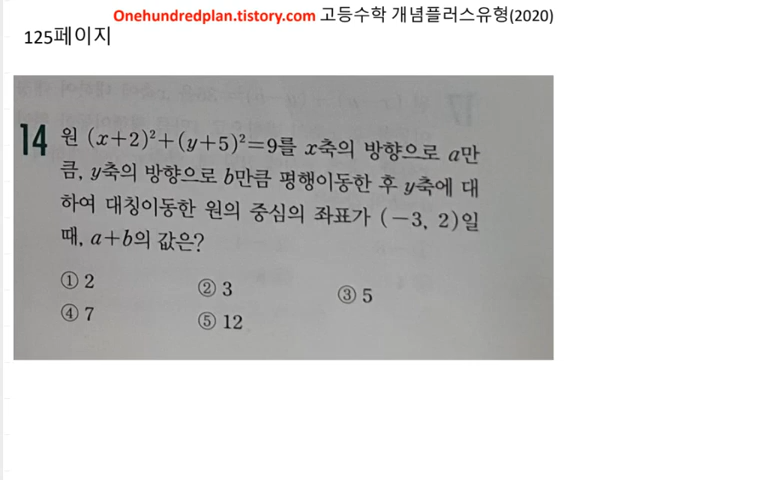 Onehundredplan.tistory.com 고등수학 개념플러스유형(2020)
125페이지
14 원 (x+2)²+(y+5)²=9를 x축의 방향으로 a만
큼, y축의 방향으로 b만큼 평행이동한 후 y축에 대
하여 대칭이동한 원의 중심의 좌표가 (-3, 2)일
때, a+b의 값은?
① 2 ② 3 ③ 5
④ 7 ⑤ 12